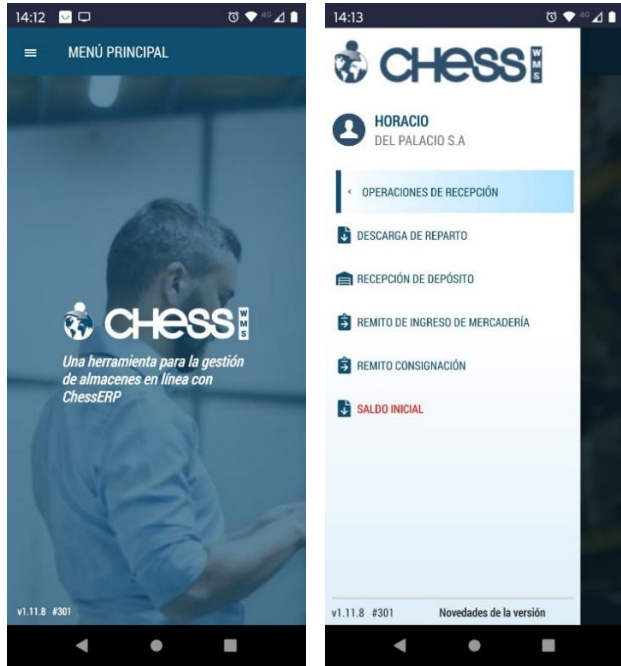 14:12
4G
MENÚ PRINCIPAL
CHESS WMS
Una herramienta para la gestión
de almacenes en línea con
ChessERP
v1.11.8 #301
14:13
4G
CHESS WMS
HORACIO
DEL PALACIO S.A
OPERACIONES DE RECEPCIÓN
DESCARGA DE REPARTO
RECEPCIÓN DE DEPÓSITO
REMITO DE INGRESO DE MERCADERÍA
REMITO CONSIGNACIÓN
SALDO INICIAL
v1.11.8 #301 Novedades de la versión